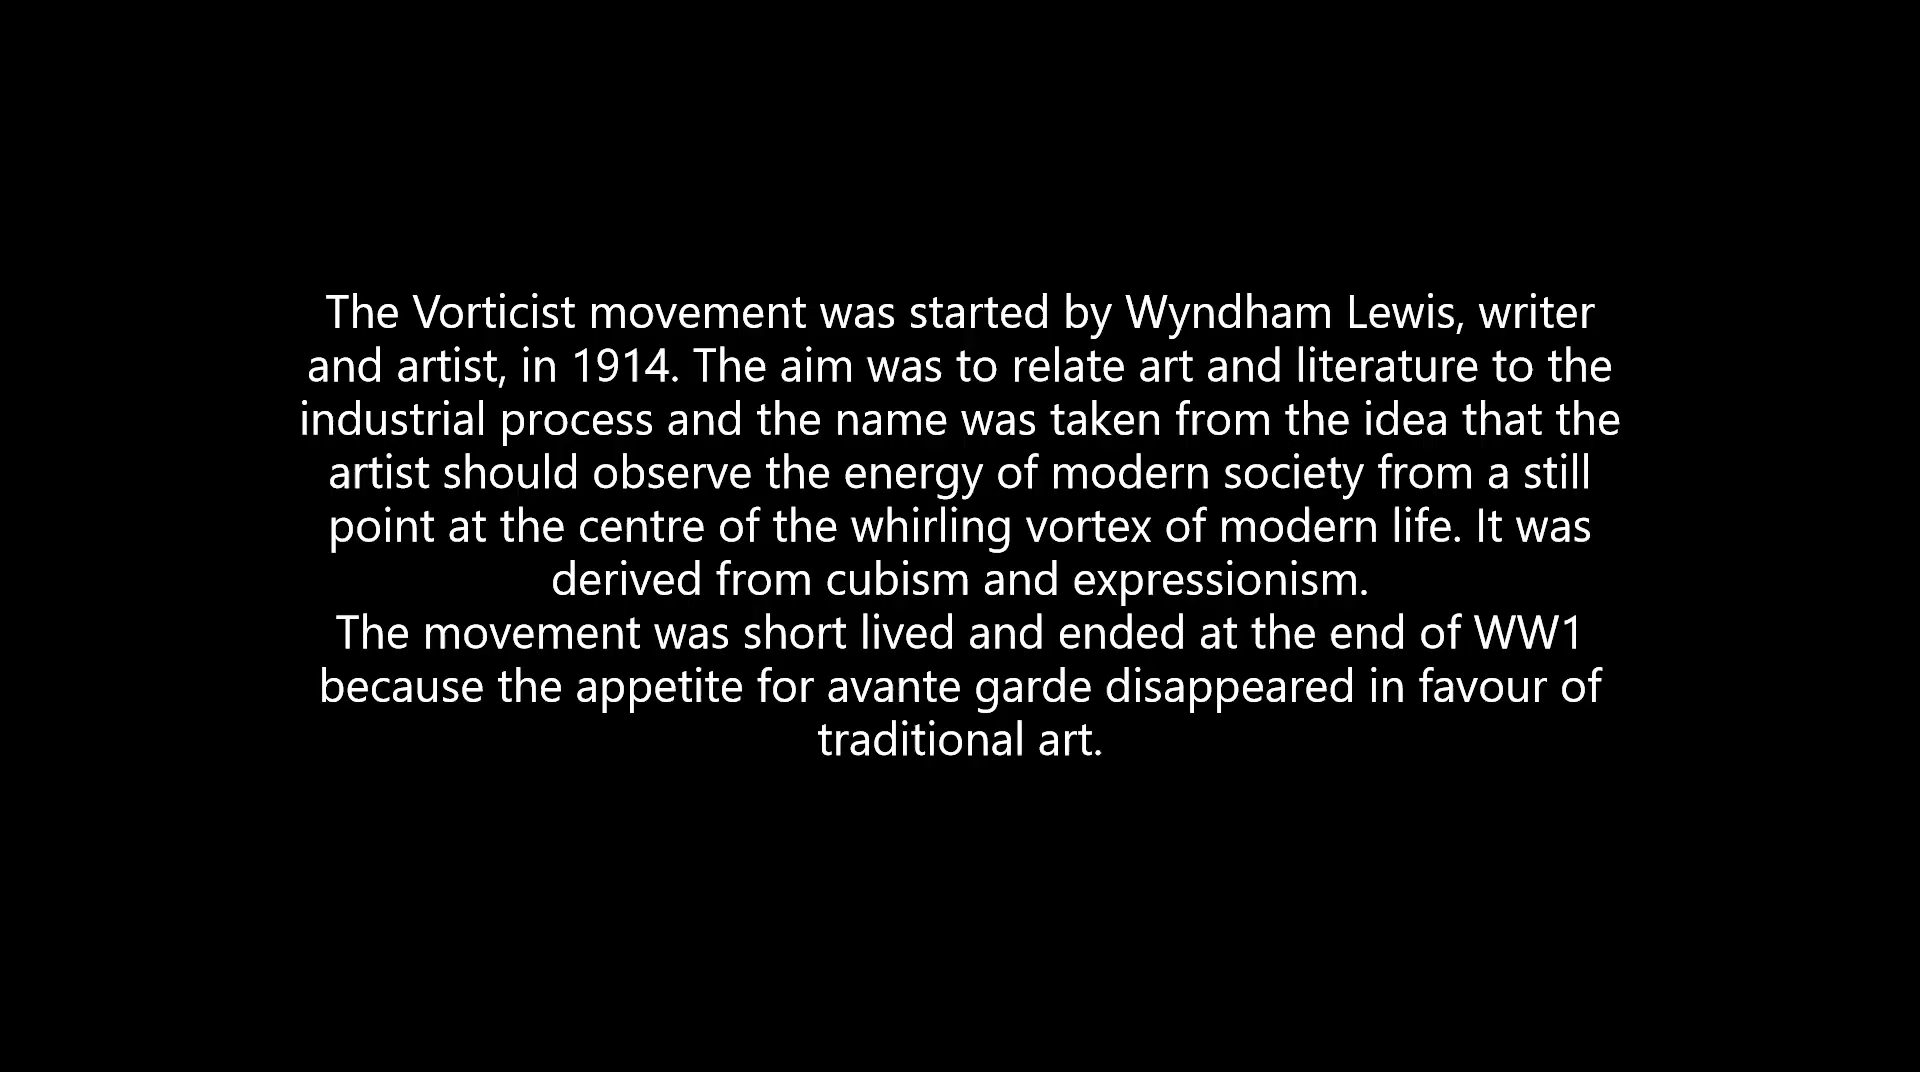 The Vorticist movement was started by Wyndham Lewis, writer
and artist, in 1914. The aim was to relate art and literature to the
industrial process and the name was taken from the idea that the
artist should observe the energy of modern society from a still
point at the centre of the whirling vortex of modern life. It was
derived from cubism and expressionism.
The movement was short lived and ended at the end of WW1
because the appetite for avante garde disappeared in favour of
traditional art.